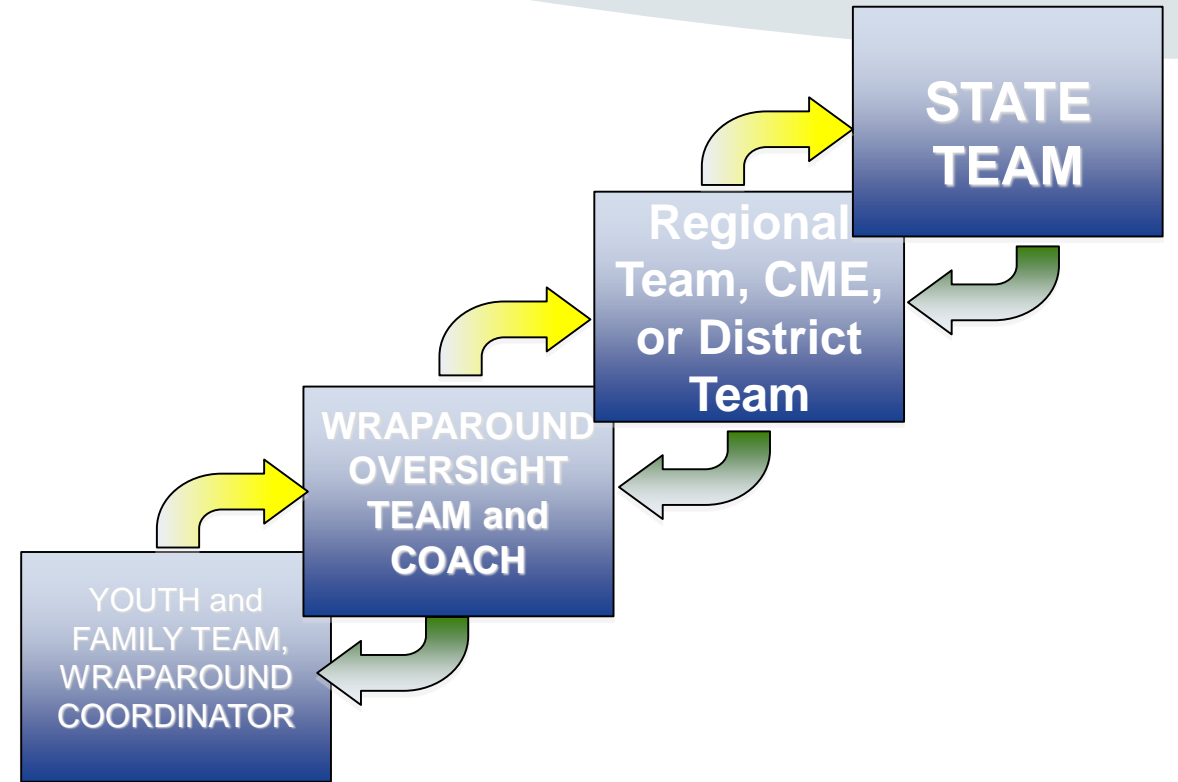 STATE
TEAM
Regional
Team, CME,
or District
Team
WRAPAROUND
OVERSIGHT
TEAM and
COACH
YOUTH and
FAMILY TEAM,
WRAPAROUND
COORDINATOR